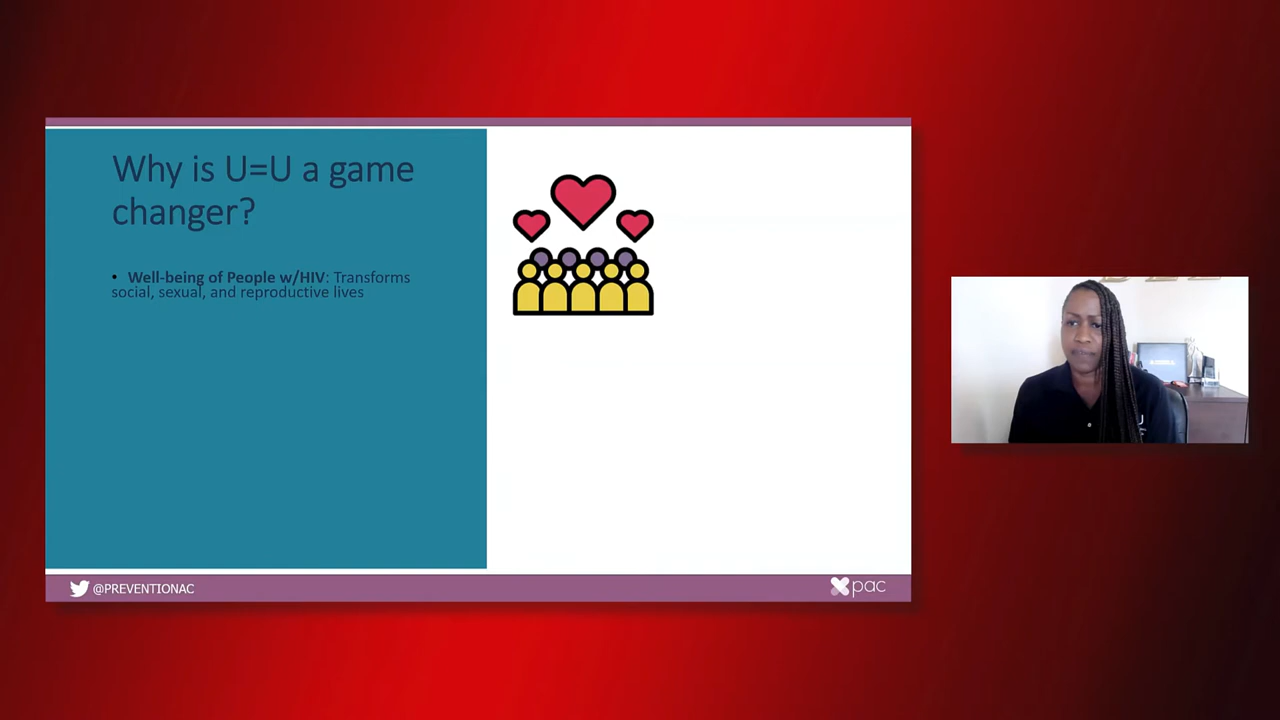 Why is U=U a game
changer?
• Well-being of People w/HIV: Transforms
social, sexual, and reproductive lives
@PREVENTIONAC
pac